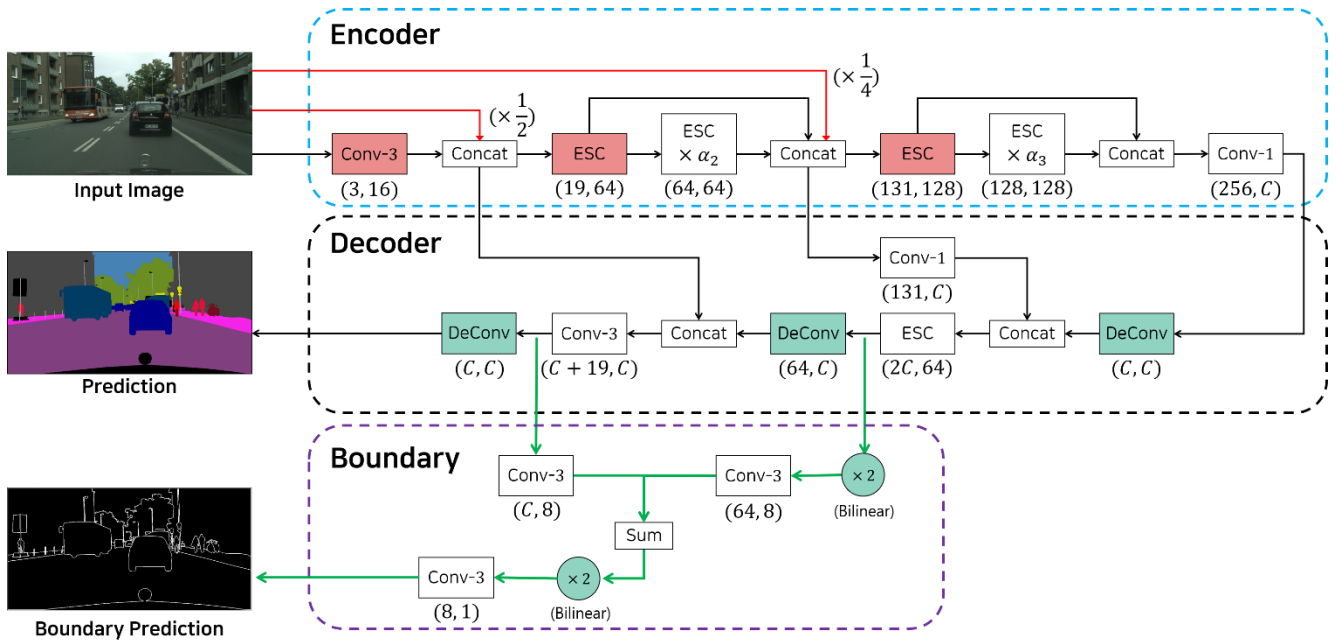 Encoder
(× 1/4)
(× 1/2)
Conv-3
Concat
ESC
ESC
× α₂
Concat
ESC
ESC
× α₃
Concat
Conv-1
(3, 16)
(19, 64)
(64, 64)
(131, 128)
(128, 128)
(256, C)
Input Image
Decoder
Conv-1
(131, C)
DeConv
Conv-3
Concat
DeConv
ESC
Concat
DeConv
(C, C)
(C + 19, C)
(64, C)
(2C, 64)
(C, C)
Prediction
Boundary
Conv-3
Conv-3
× 2
(C, 8)
(64, 8)
(Bilinear)
Sum
Conv-3
× 2
(8, 1)
(Bilinear)
Boundary Prediction